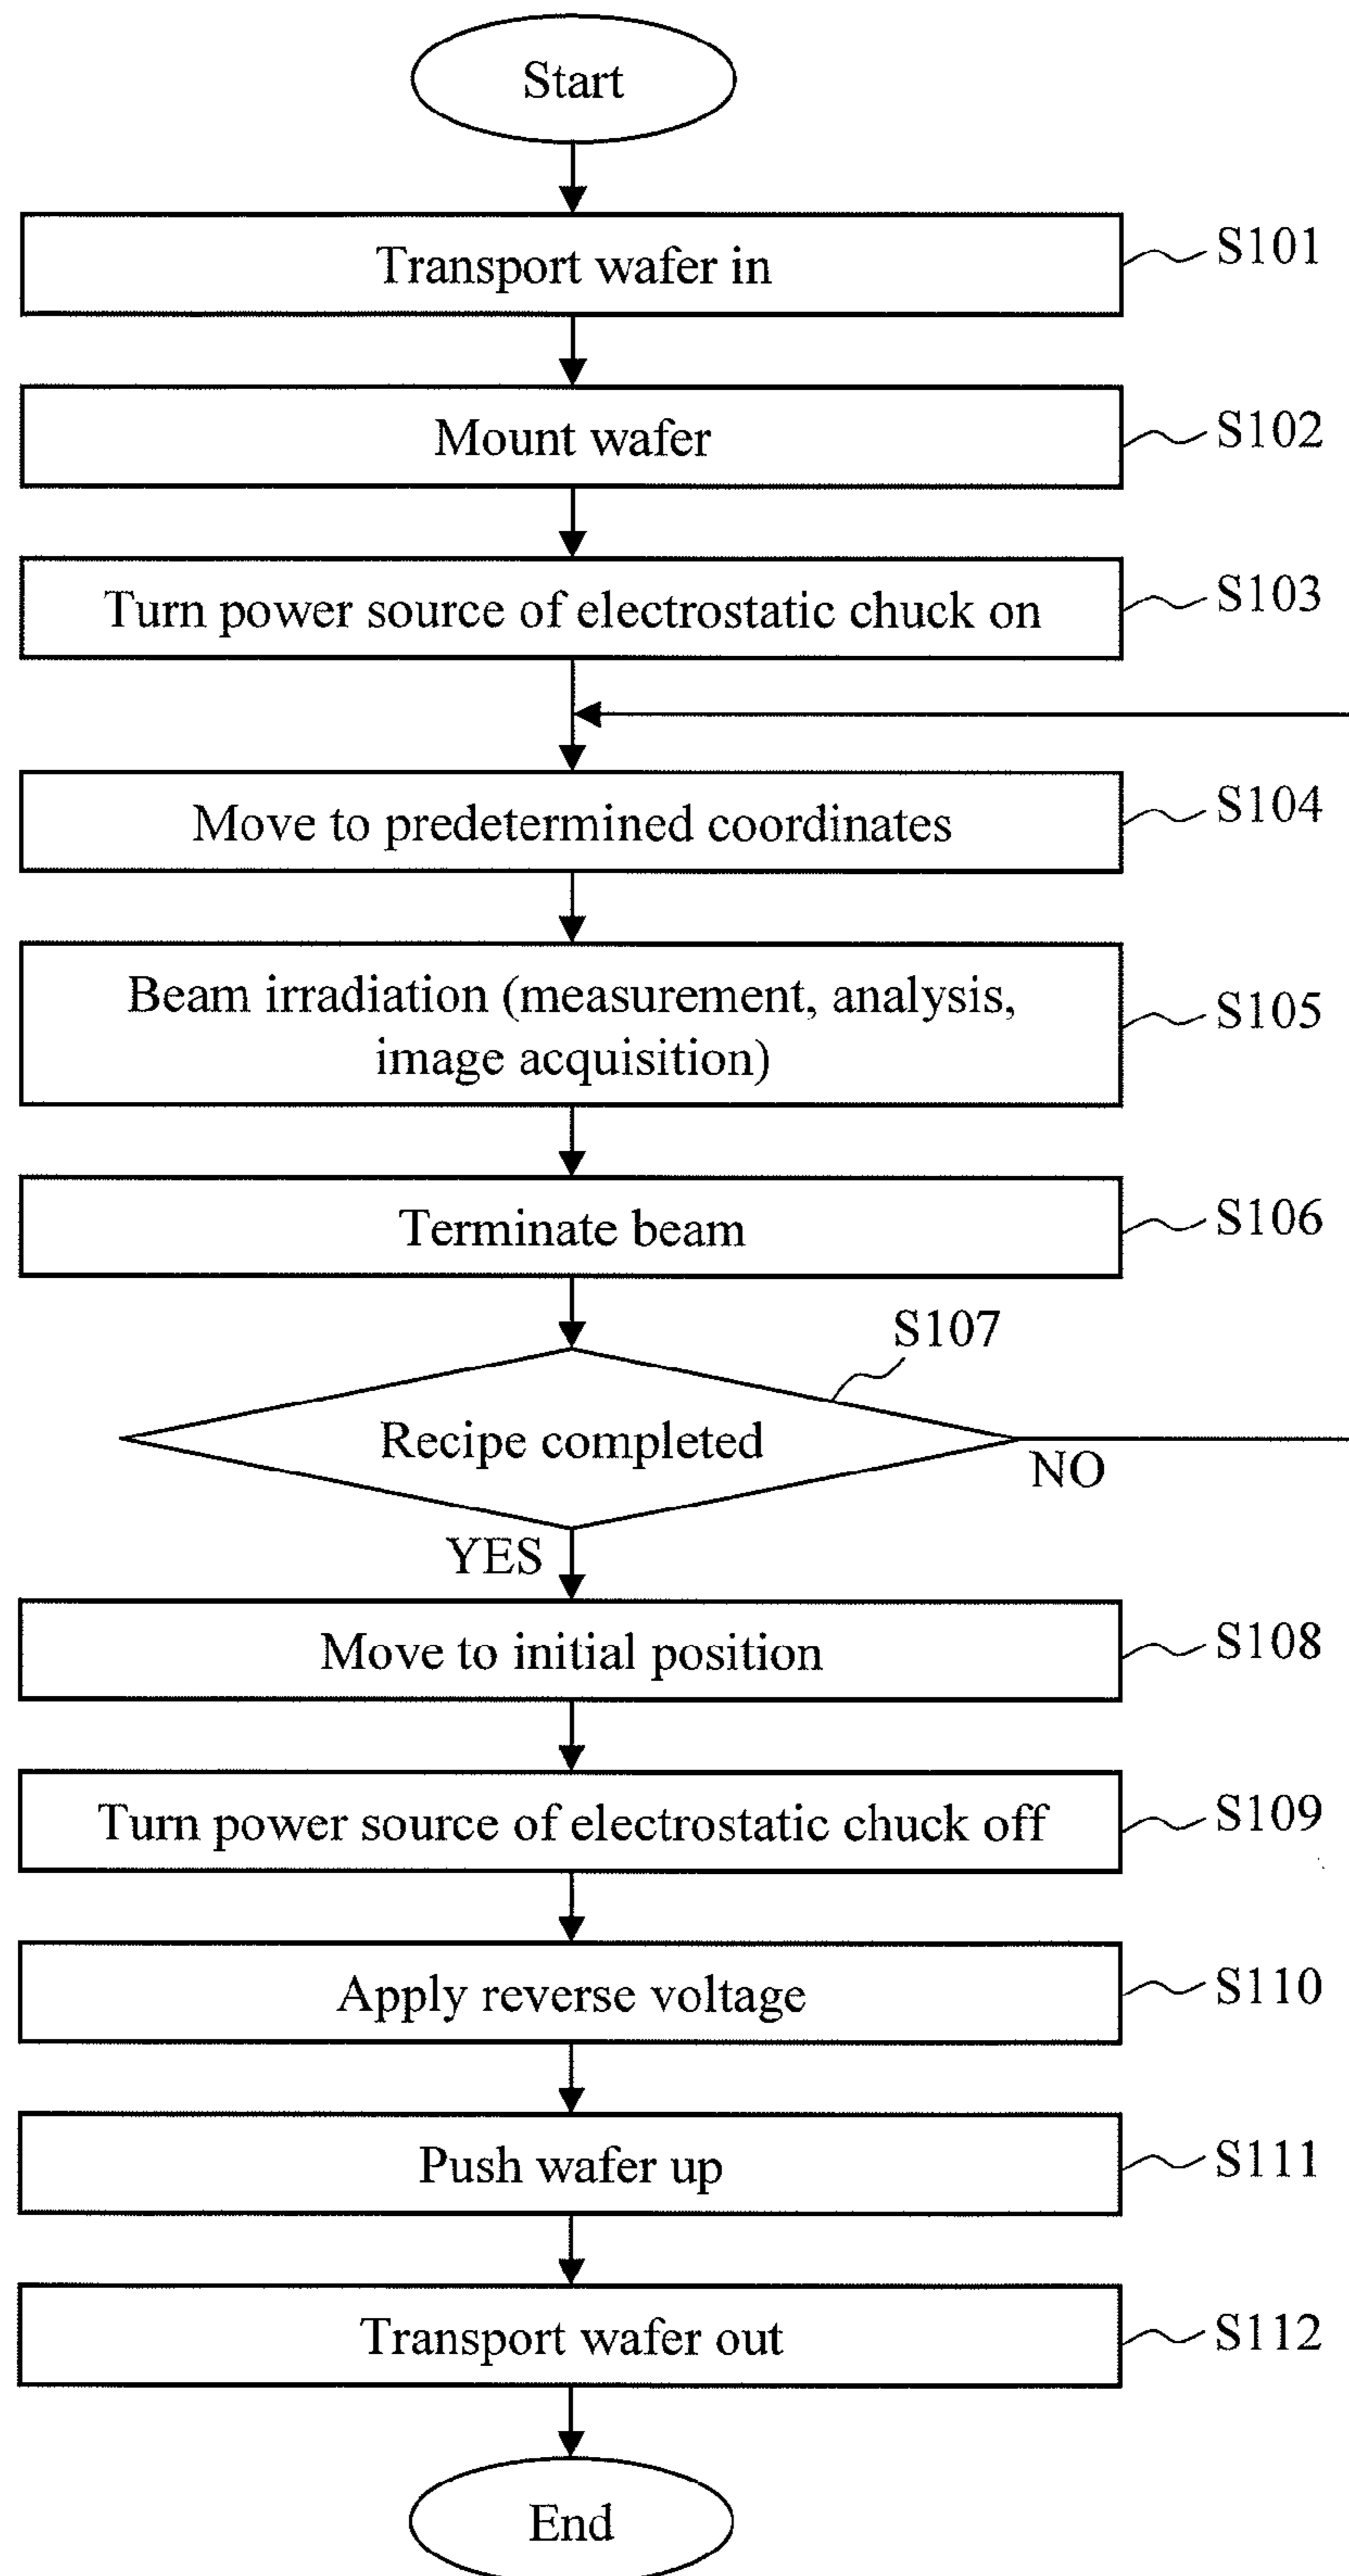 Start
Transport wafer in
S101
Mount wafer
S102
Turn power source of electrostatic chuck on
S103
Move to predetermined coordinates
S104
Beam irradiation (measurement, analysis,
image acquisition)
S105
Terminate beam
S106
S107
Recipe completed
NO
YES
Move to initial position
S108
Turn power source of electrostatic chuck off
S109
Apply reverse voltage
S110
Push wafer up
S111
Transport wafer out
S112
End